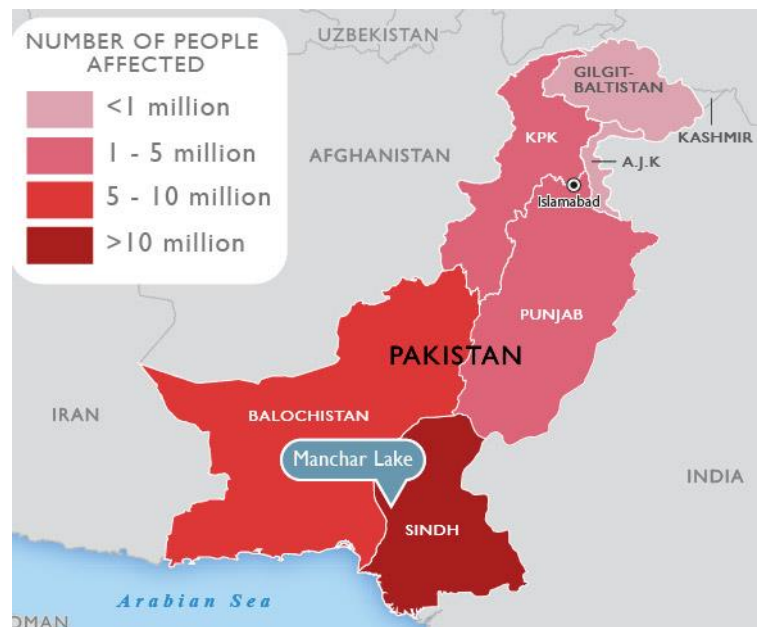 NUMBER OF PEOPLE
AFFECTED
<1 million
1 - 5 million
5 - 10 million
>10 million
UZBEKISTAN
GILGIT-
BALTISTAN
KASHMIR
KPK
AFGHANISTAN
A.J.K
Islamabad
PUNJAB
PAKISTAN
IRAN
BALOCHISTAN
Manchar Lake
INDIA
SINDH
Arabian Sea
OMAN